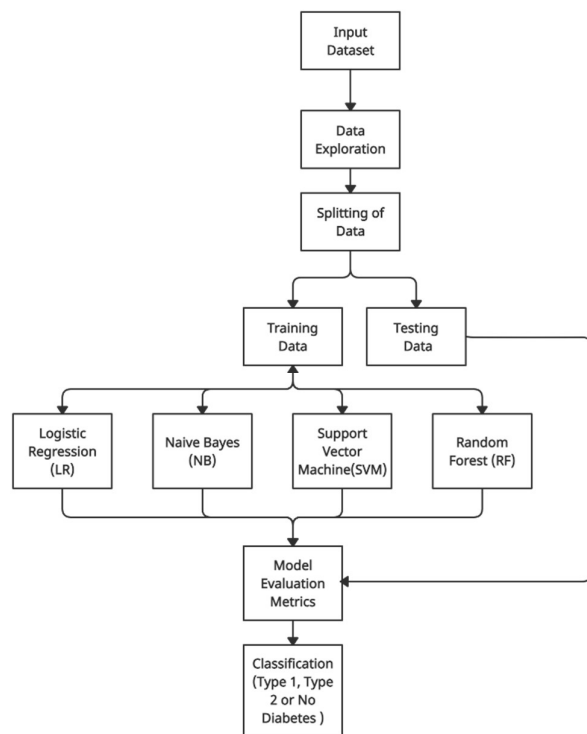 Input
Dataset
Data
Exploration
Splitting of
Data
Training
Data
Testing
Data
Logistic
Regression
(LR)
Naive Bayes
(NB)
Support
Vector
Machine(SVM)
Random
Forest (RF)
Model
Evaluation
Metrics
Classification
(Type 1, Type
2 or No
Diabetes )